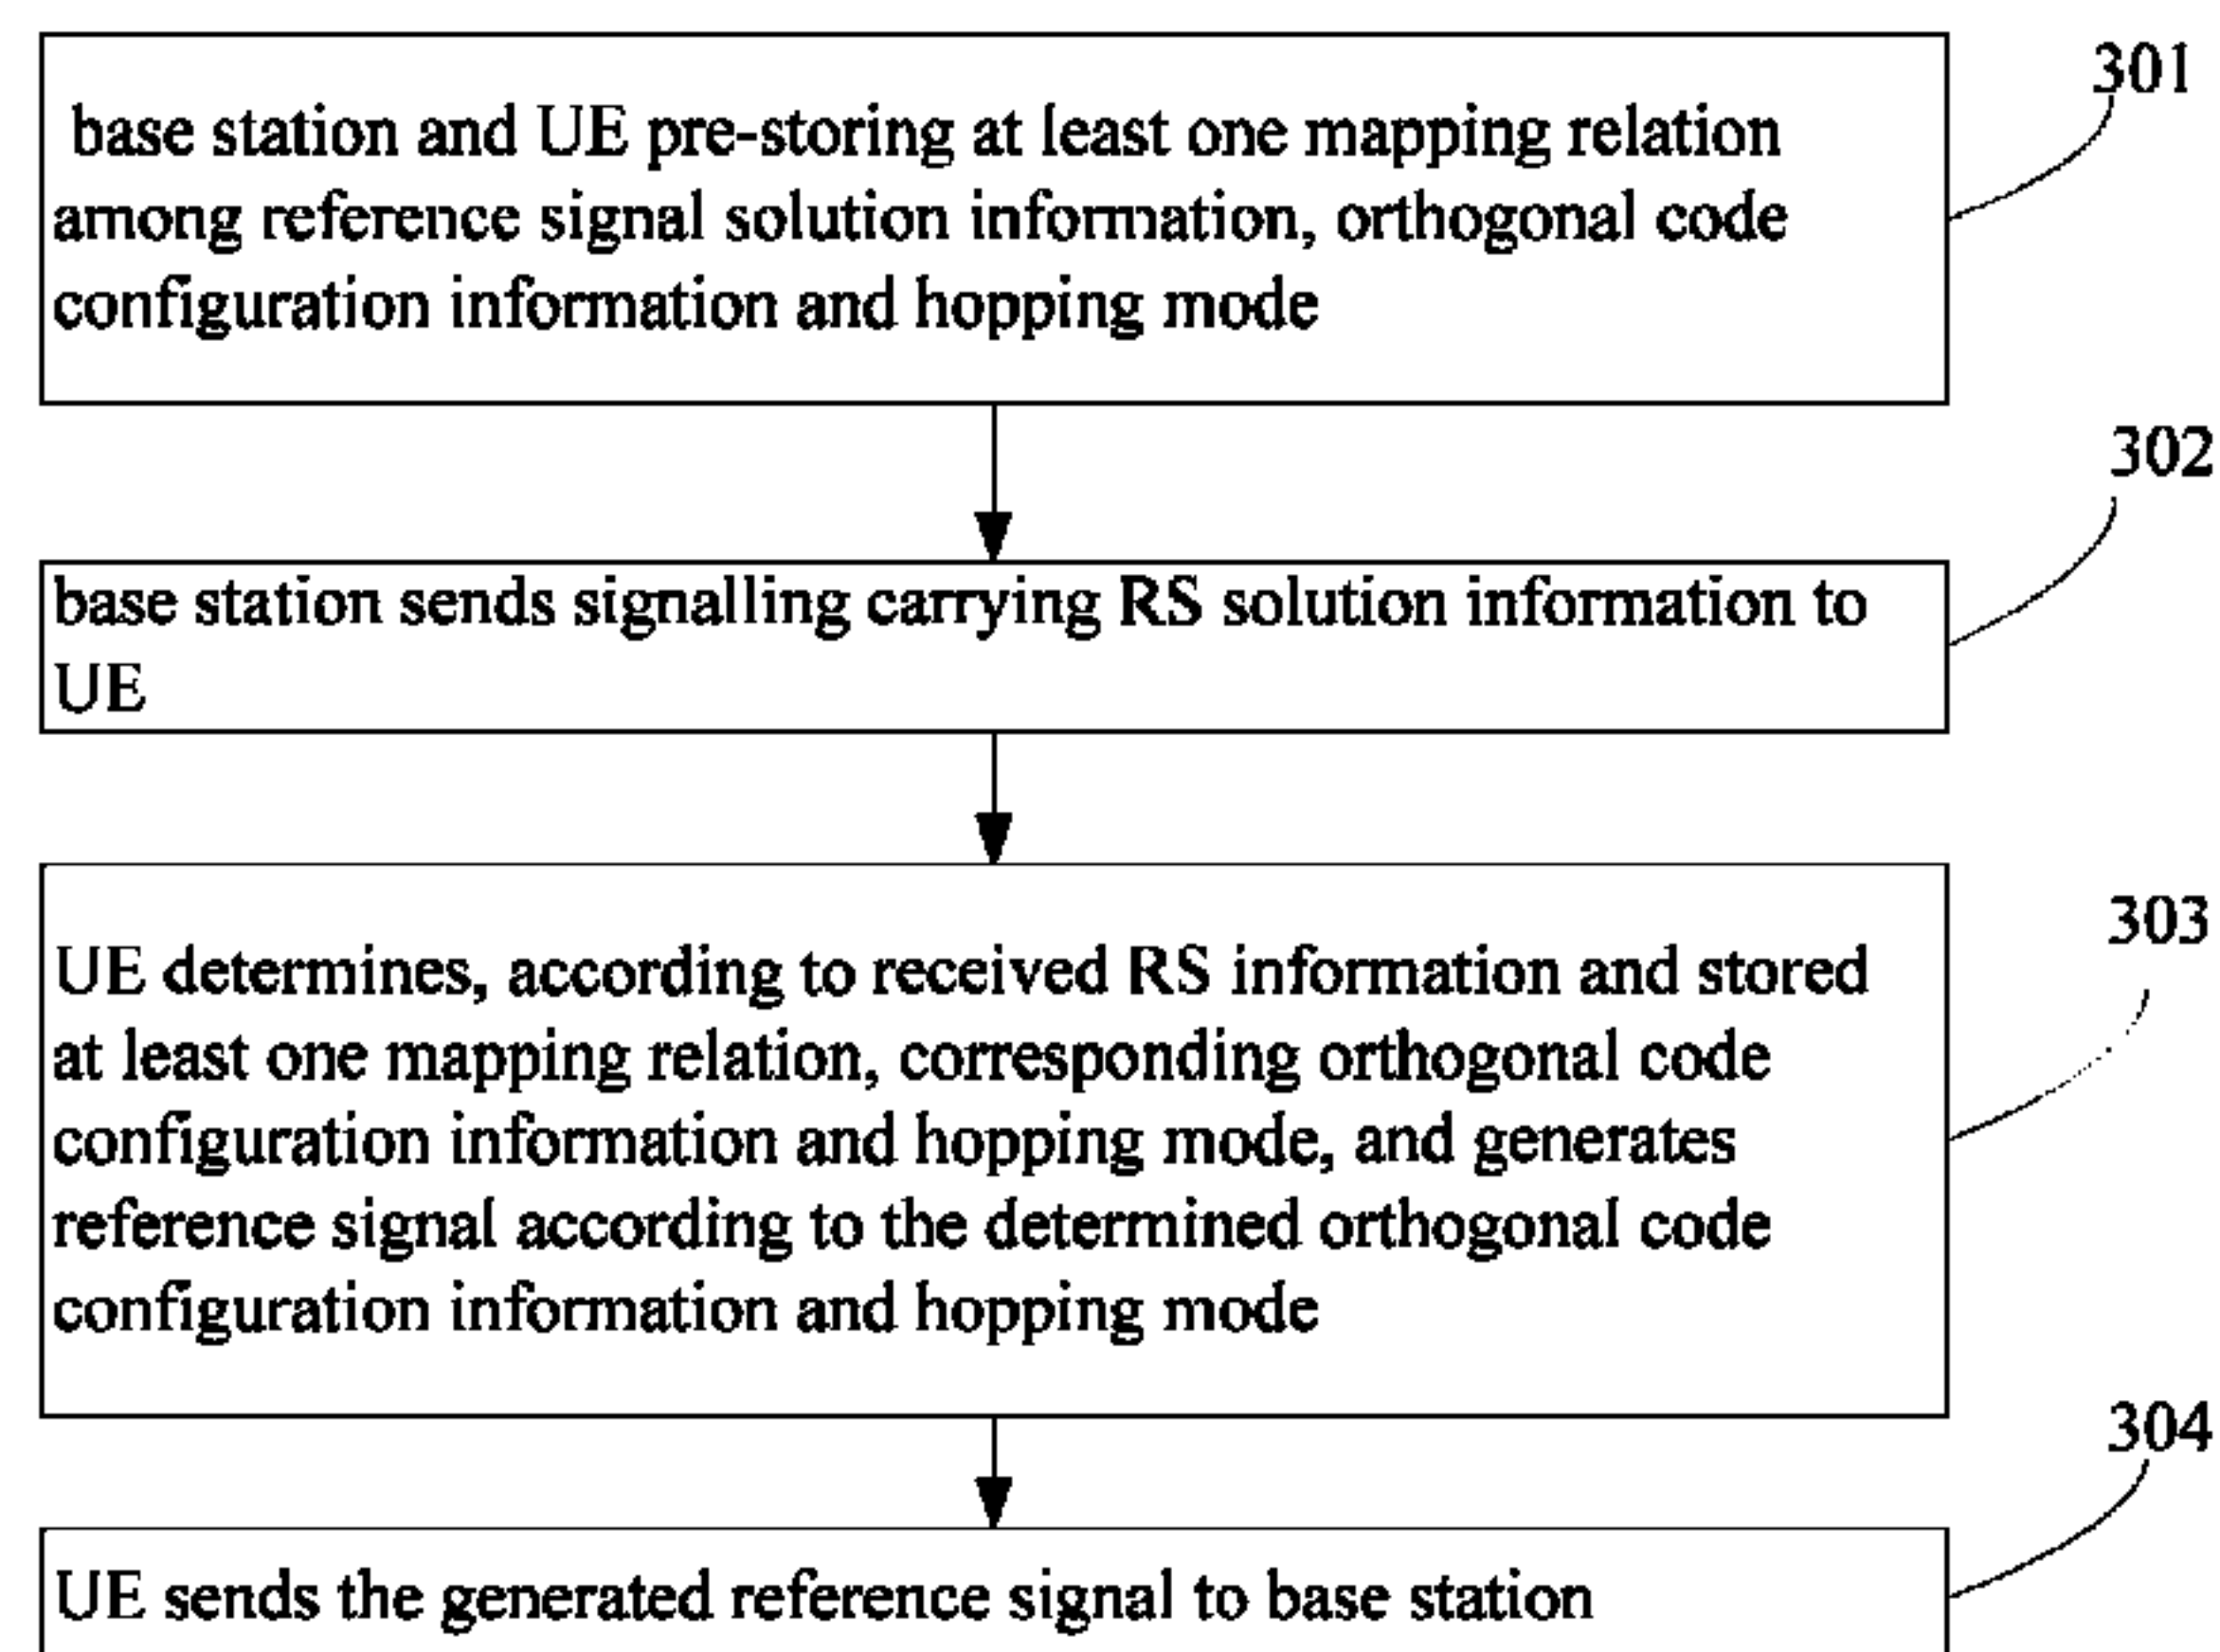 301
base station and UE pre-storing at least one mapping relation
among reference signal solution information, orthogonal code
configuration information and hopping mode
302
base station sends signalling carrying RS solution information to
UE
303
UE determines, according to received RS information and stored
at least one mapping relation, corresponding orthogonal code
configuration information and hopping mode, and generates
reference signal according to the determined orthogonal code
configuration information and hopping mode
304
UE sends the generated reference signal to base station